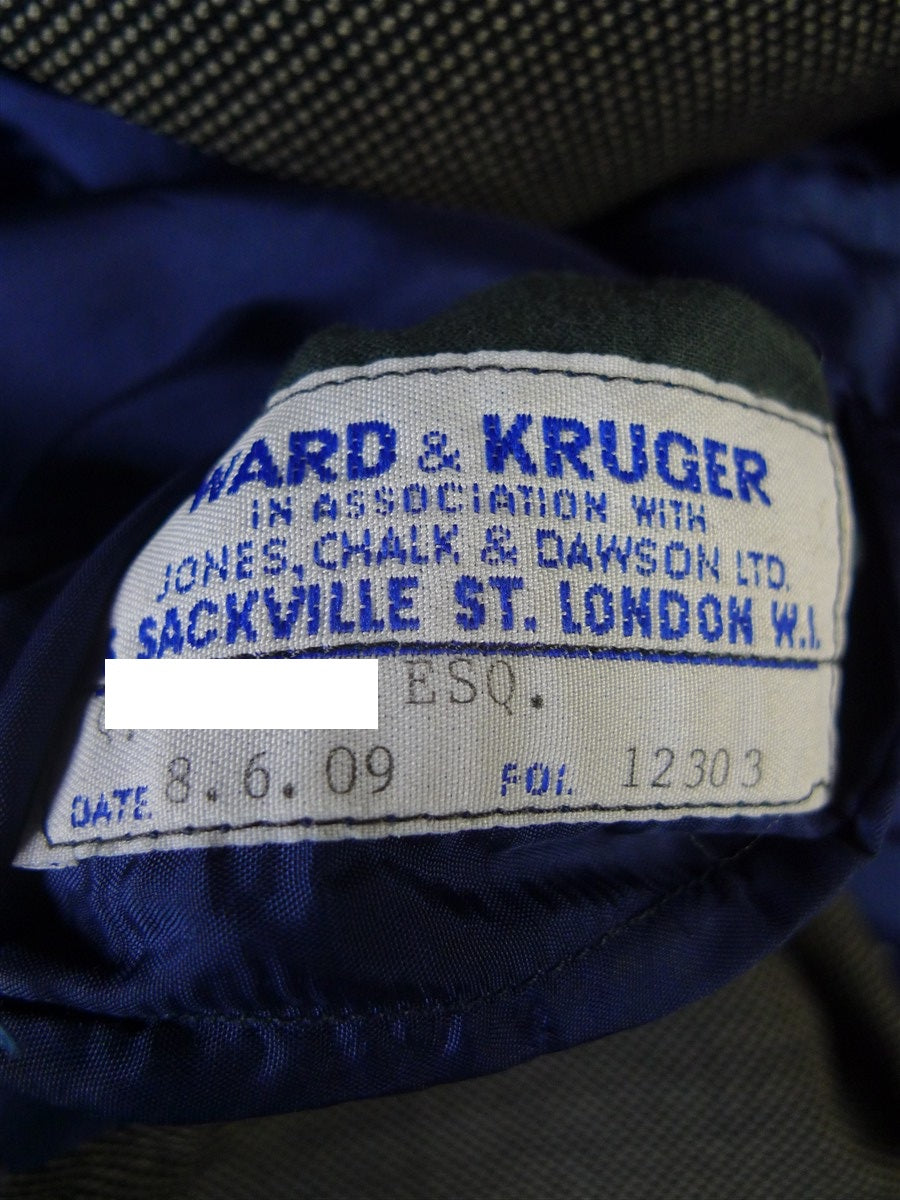 WARD & KRUGER
IN ASSOCIATION WITH
JONES, CHALK & DAWSON LTD.
SACKVILLE ST. LONDON W.1.
ESQ.
DATE 8.6.09 FOL. 12303